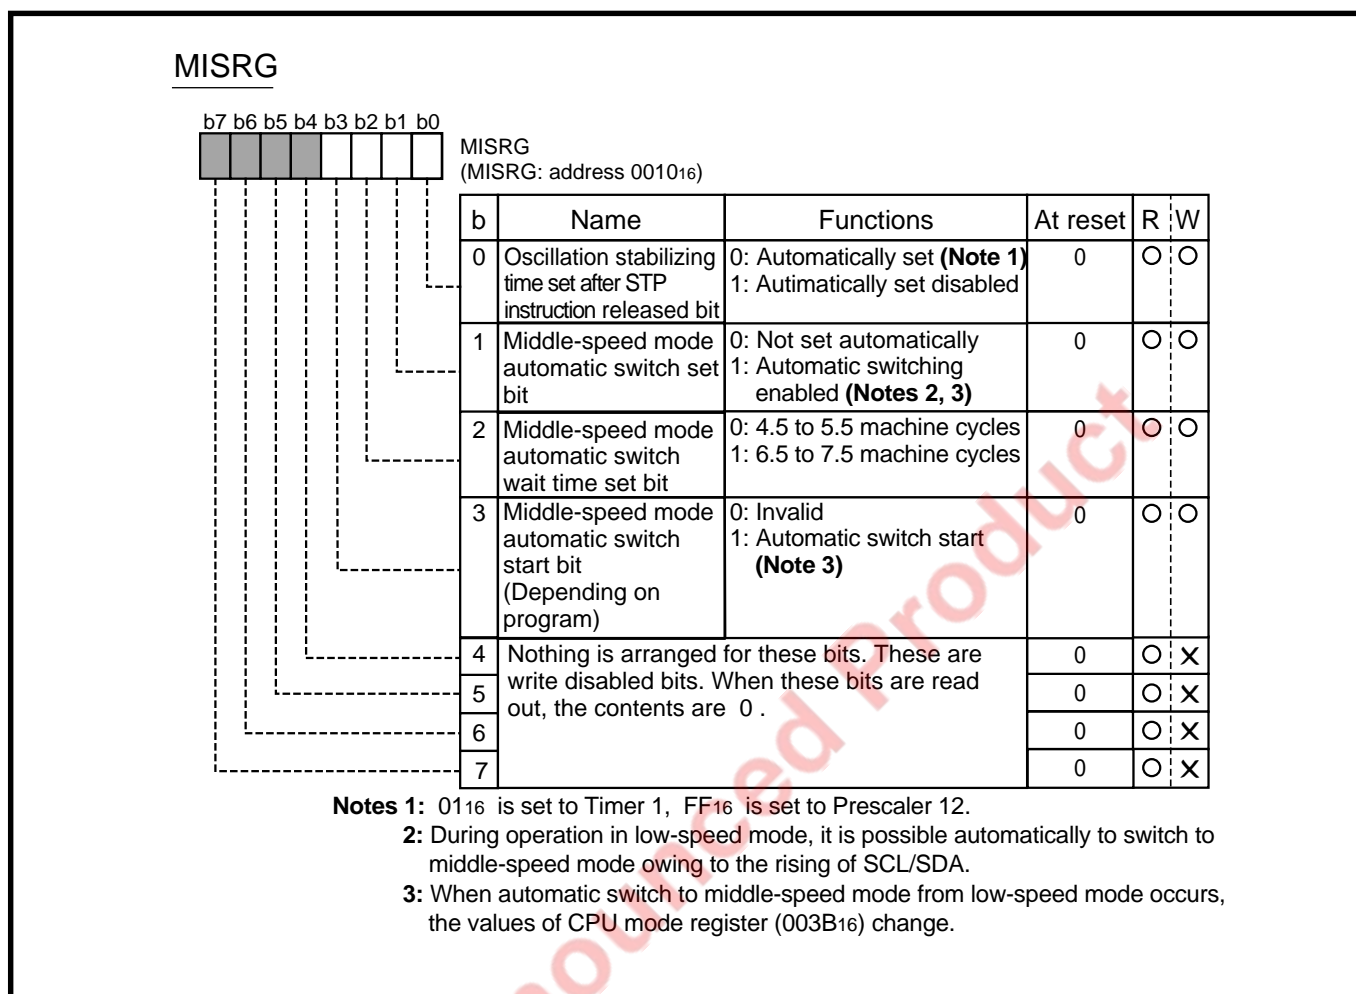 MISRG
b7 b6 b5 b4 b3 b2 b1 b0
MISRG
(MISRG: address 001016)
b Name Functions At reset R W
0 Oscillation stabilizing time set after STP instruction released bit 0: Automatically set (Note 1) 1: Autimatically set disabled 0 O O
1 Middle-speed mode automatic switch set bit 0: Not set automatically 1: Automatic switching enabled (Notes 2, 3) 0 O O
2 Middle-speed mode automatic switch wait time set bit 0: 4.5 to 5.5 machine cycles 1: 6.5 to 7.5 machine cycles 0 O O
3 Middle-speed mode automatic switch start bit (Depending on program) 0: Invalid 1: Automatic switch start (Note 3) 0 O O
4 Nothing is arranged for these bits. These are 0 O X
5 write disabled bits. When these bits are read 0 O X
out, the contents are 0 .
6 0 O X
7 0 O X
Notes 1: 0116 is set to Timer 1, FF16 is set to Prescaler 12.
2: During operation in low-speed mode, it is possible automatically to switch to
middle-speed mode owing to the rising of SCL/SDA.
3: When automatic switch to middle-speed mode from low-speed mode occurs,
the values of CPU mode register (003B16) change.
ounced Product